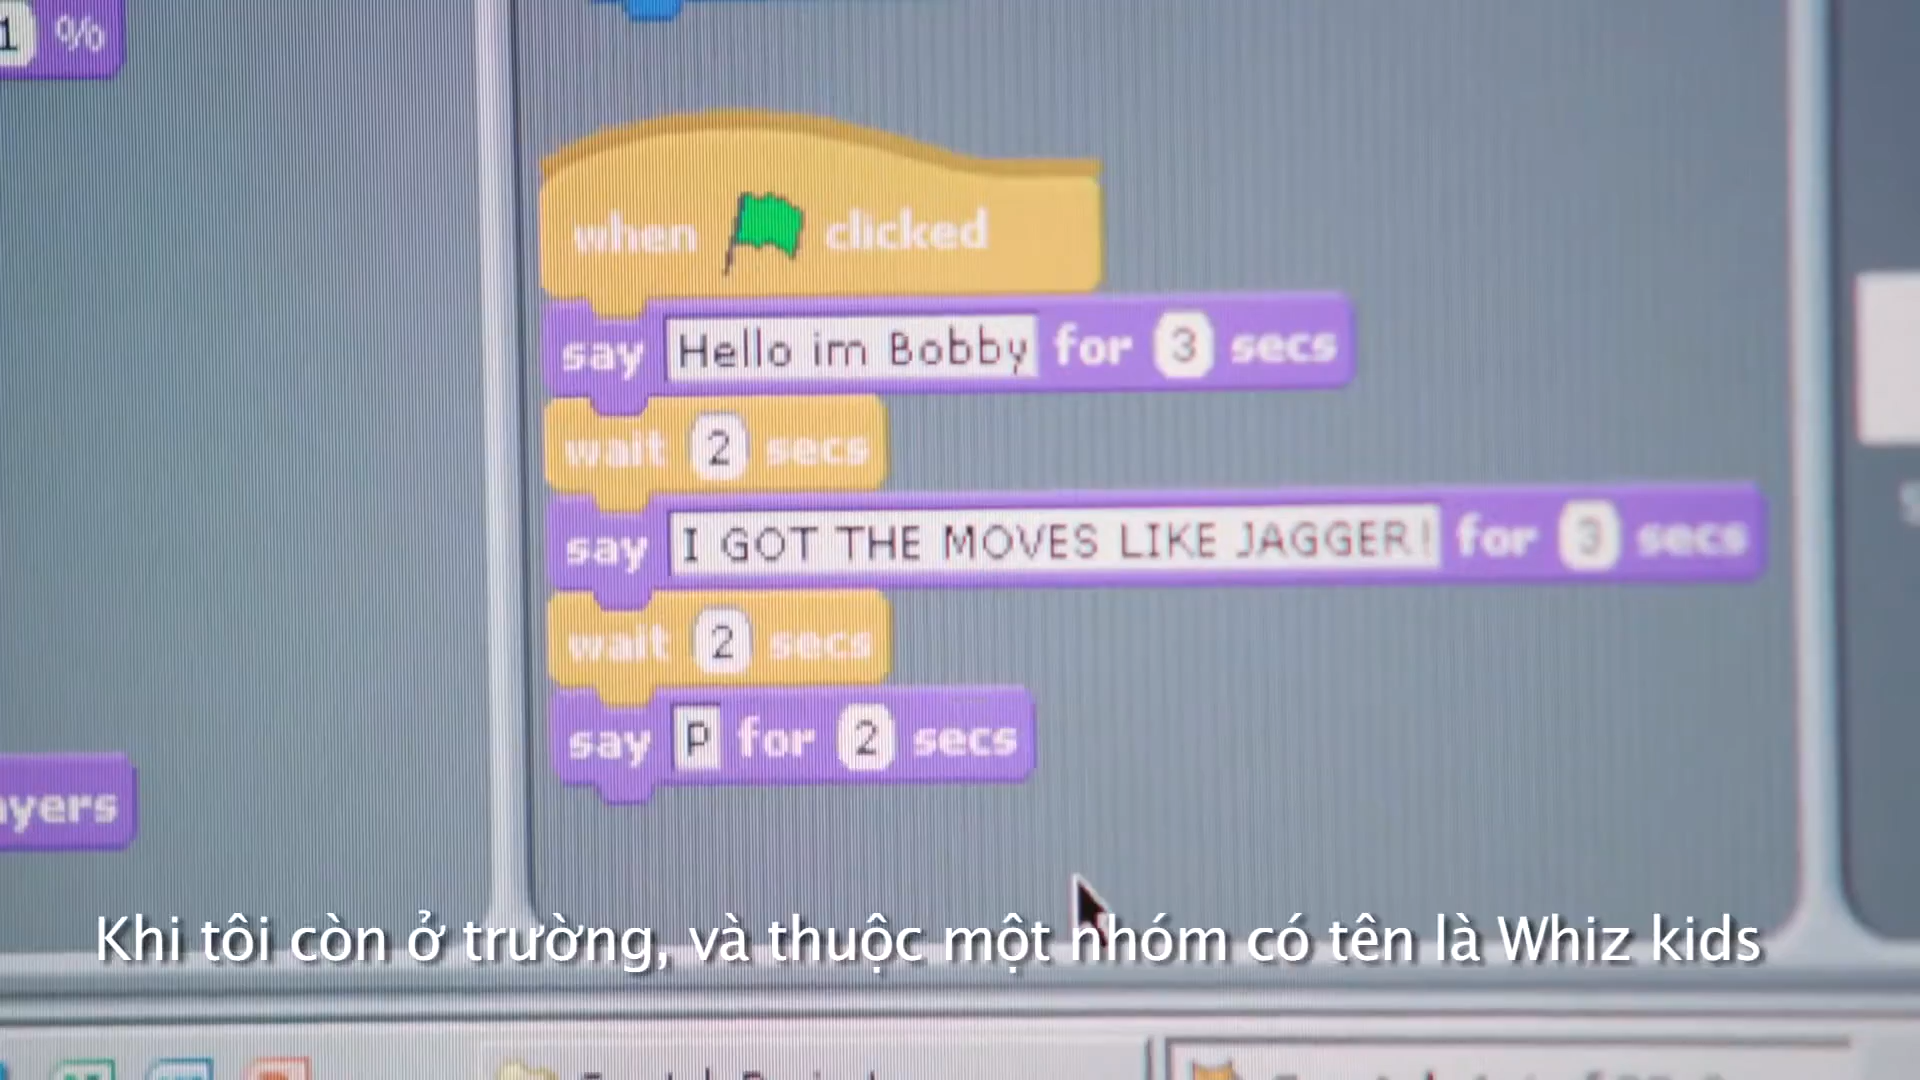 1 %
when clicked
say Hello im Bobby for 3 secs
wait 2 secs
say I GOT THE MOVES LIKE JAGGER! for 3 secs
wait 2 secs
say P for 2 secs
ayers
Khi tôi còn ở trường, và thuộc một nhóm có tên là Whiz kids